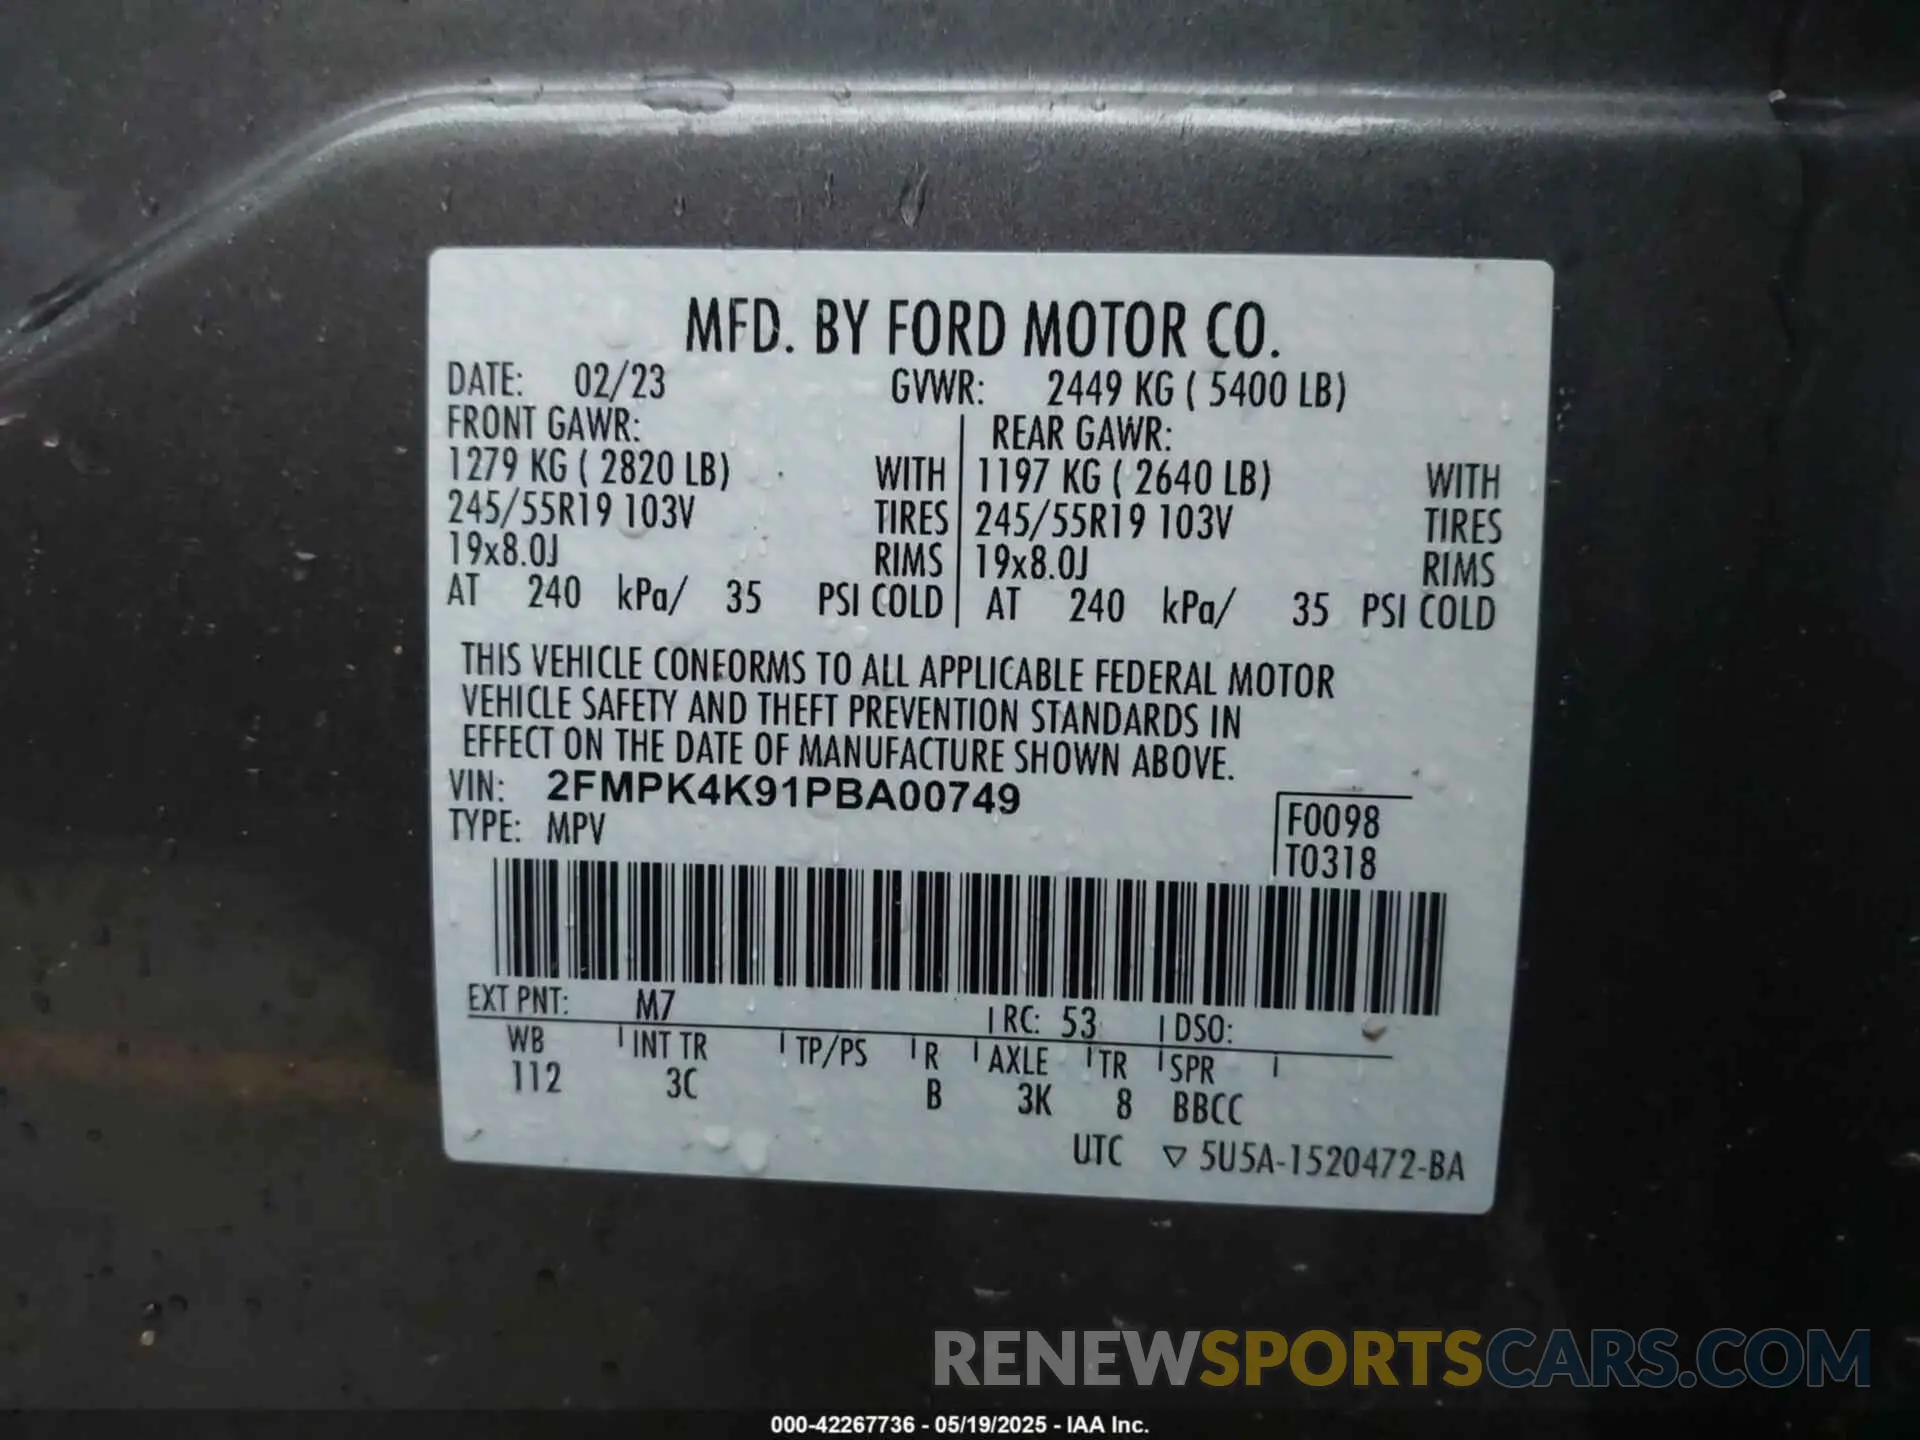 MFD. BY FORD MOTOR CO.
DATE: 02/23 GVWR: 2449 KG ( 5400 LB)
FRONT GAWR: REAR GAWR:
1279 KG ( 2820 LB) WITH 1197 KG ( 2640 LB) WITH
245/55R19 103V TIRES 245/55R19 103V TIRES
19x8.0J RIMS 19x8.0J RIMS
AT 240 kPa/ 35 PSI COLD AT 240 kPa/ 35 PSI COLD
THIS VEHICLE CONFORMS TO ALL APPLICABLE FEDERAL MOTOR
VEHICLE SAFETY AND THEFT PREVENTION STANDARDS IN
EFFECT ON THE DATE OF MANUFACTURE SHOWN ABOVE.
VIN: 2FMPK4K91PBA00749
TYPE: MPV
F0098
T0318
EXT PNT: M7 RC: 53 DSO:
WB INT TR TP/PS R AXLE TR SPR
112 3C B 3K 8 BBCC
UTC ▽ 5U5A-1520472-BA
RENEWSPORTSCARS.COM
000-42267736 - 05/19/2025 - IAA Inc.